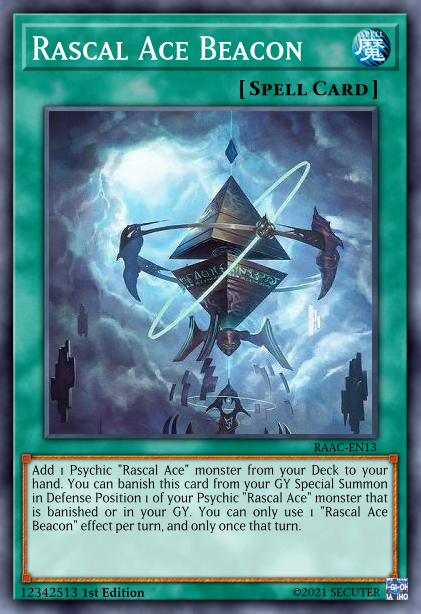 Rascal Ace Beacon
魔
[Spell Card]
RAAC-EN13
Add 1 Psychic "Rascal Ace" monster from your Deck to your
hand. You can banish this card from your GY Special Summon
in Defense Position 1 of your Psychic "Rascal Ace" monster that
is banished or in your GY. You can only use 1 "Rascal Ace
Beacon" effect per turn, and only once that turn.
12342513 1st Edition
©2021 SECUTER